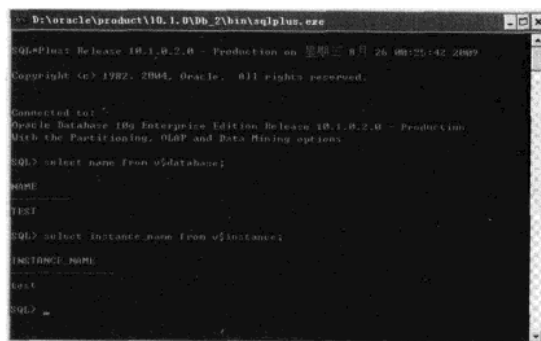 D:\oracle\product\10.1.0\Db_2\bin\sqlplus.exe
SQL*Plus: Release 10.1.0.2.0 - Production on 星期三 8月 26 08:25:42 2009
Copyright (c) 1982, 2004, Oracle. All rights reserved.
Connected to:
Oracle Database 10g Enterprise Edition Release 10.1.0.2.0 - Production
With the Partitioning, OLAP and Data Mining options
SQL> select name from v$database;
NAME
---------
TEST
SQL> select instance_name from v$instance;
INSTANCE_NAME
----------------
test
SQL> _